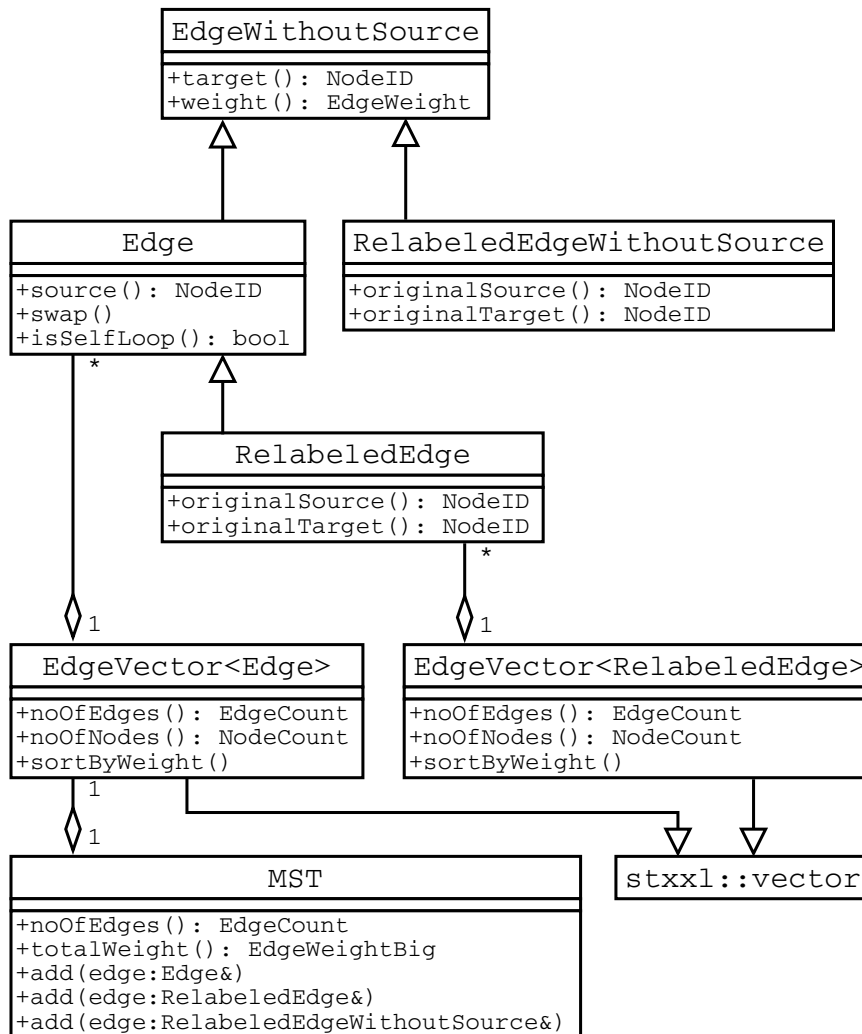 EdgeWithoutSource
+target(): NodeID
+weight(): EdgeWeight
Edge
+source(): NodeID
+swap()
+isSelfLoop(): bool
RelabeledEdgeWithoutSource
+originalSource(): NodeID
+originalTarget(): NodeID
*
RelabeledEdge
+originalSource(): NodeID
+originalTarget(): NodeID
*
1
1
EdgeVector<Edge>
+noOfEdges(): EdgeCount
+noOfNodes(): NodeCount
+sortByWeight()
EdgeVector<RelabeledEdge>
+noOfEdges(): EdgeCount
+noOfNodes(): NodeCount
+sortByWeight()
1
1
MST
+noOfEdges(): EdgeCount
+totalWeight(): EdgeWeightBig
+add(edge:Edge&)
+add(edge:RelabeledEdge&)
+add(edge:RelabeledEdgeWithoutSource&)
stxxl::vector